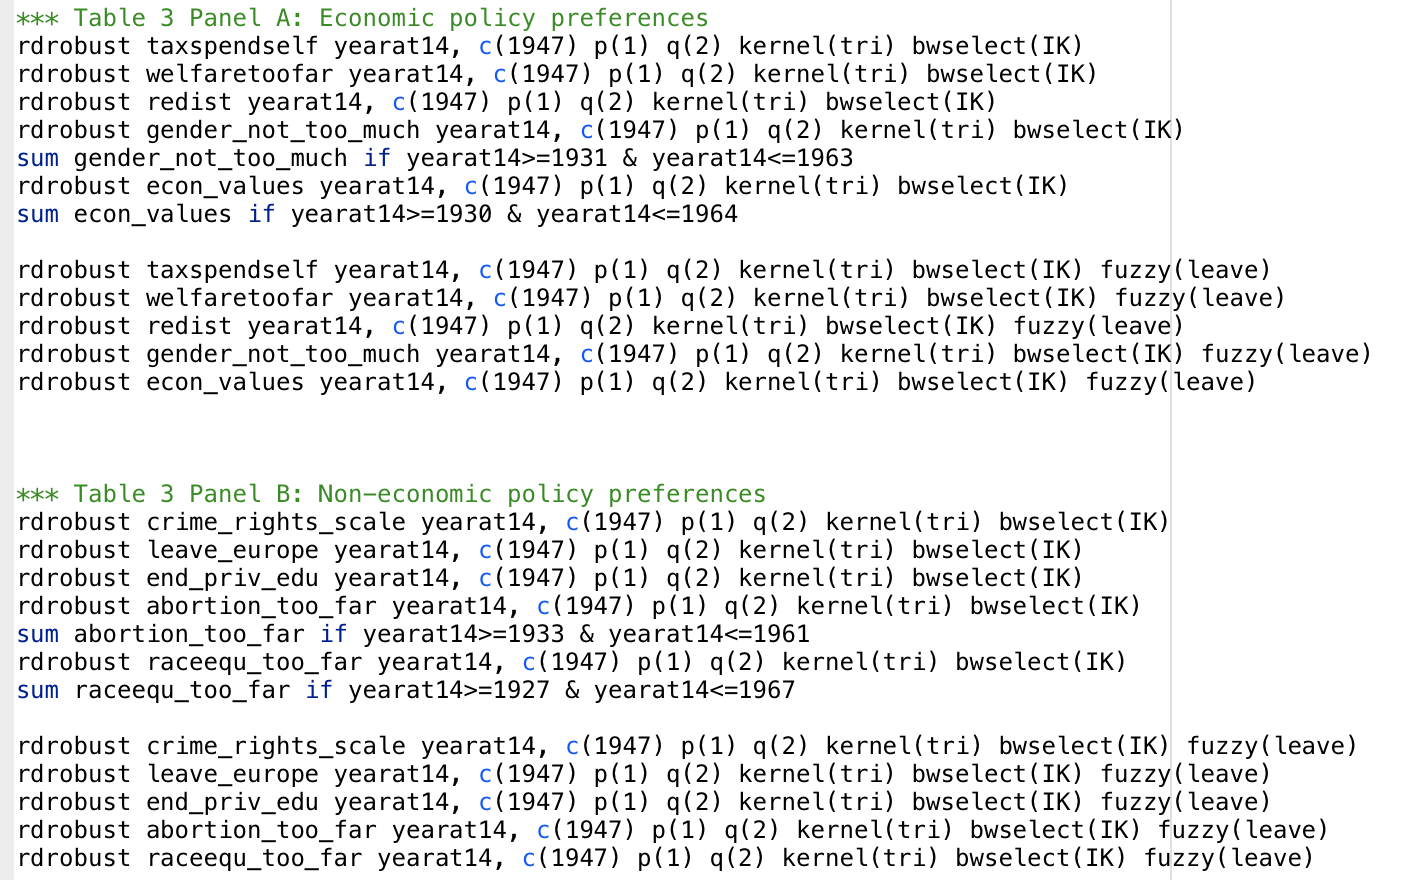 *** Table 3 Panel A: Economic policy preferences
rdrobust taxspendself yearat14, c(1947) p(1) q(2) kernel(tri) bwselect(IK)
rdrobust welfaretoofar yearat14, c(1947) p(1) q(2) kernel(tri) bwselect(IK)
rdrobust redist yearat14, c(1947) p(1) q(2) kernel(tri) bwselect(IK)
rdrobust gender_not_too_much yearat14, c(1947) p(1) q(2) kernel(tri) bwselect(IK)
sum gender_not_too_much if yearat14>=1931 & yearat14<=1963
rdrobust econ_values yearat14, c(1947) p(1) q(2) kernel(tri) bwselect(IK)
sum econ_values if yearat14>=1930 & yearat14<=1964
rdrobust taxspendself yearat14, c(1947) p(1) q(2) kernel(tri) bwselect(IK) fuzzy(leave)
rdrobust welfaretoofar yearat14, c(1947) p(1) q(2) kernel(tri) bwselect(IK) fuzzy(leave)
rdrobust redist yearat14, c(1947) p(1) q(2) kernel(tri) bwselect(IK) fuzzy(leave)
rdrobust gender_not_too_much yearat14, c(1947) p(1) q(2) kernel(tri) bwselect(IK) fuzzy(leave)
rdrobust econ_values yearat14, c(1947) p(1) q(2) kernel(tri) bwselect(IK) fuzzy(leave)
*** Table 3 Panel B: Non-economic policy preferences
rdrobust crime_rights_scale yearat14, c(1947) p(1) q(2) kernel(tri) bwselect(IK)
rdrobust leave_europe yearat14, c(1947) p(1) q(2) kernel(tri) bwselect(IK)
rdrobust end_priv_edu yearat14, c(1947) p(1) q(2) kernel(tri) bwselect(IK)
rdrobust abortion_too_far yearat14, c(1947) p(1) q(2) kernel(tri) bwselect(IK)
sum abortion_too_far if yearat14>=1933 & yearat14<=1961
rdrobust raceequ_too_far yearat14, c(1947) p(1) q(2) kernel(tri) bwselect(IK)
sum raceequ_too_far if yearat14>=1927 & yearat14<=1967
rdrobust crime_rights_scale yearat14, c(1947) p(1) q(2) kernel(tri) bwselect(IK) fuzzy(leave)
rdrobust leave_europe yearat14, c(1947) p(1) q(2) kernel(tri) bwselect(IK) fuzzy(leave)
rdrobust end_priv_edu yearat14, c(1947) p(1) q(2) kernel(tri) bwselect(IK) fuzzy(leave)
rdrobust abortion_too_far yearat14, c(1947) p(1) q(2) kernel(tri) bwselect(IK) fuzzy(leave)
rdrobust raceequ_too_far yearat14, c(1947) p(1) q(2) kernel(tri) bwselect(IK) fuzzy(leave)